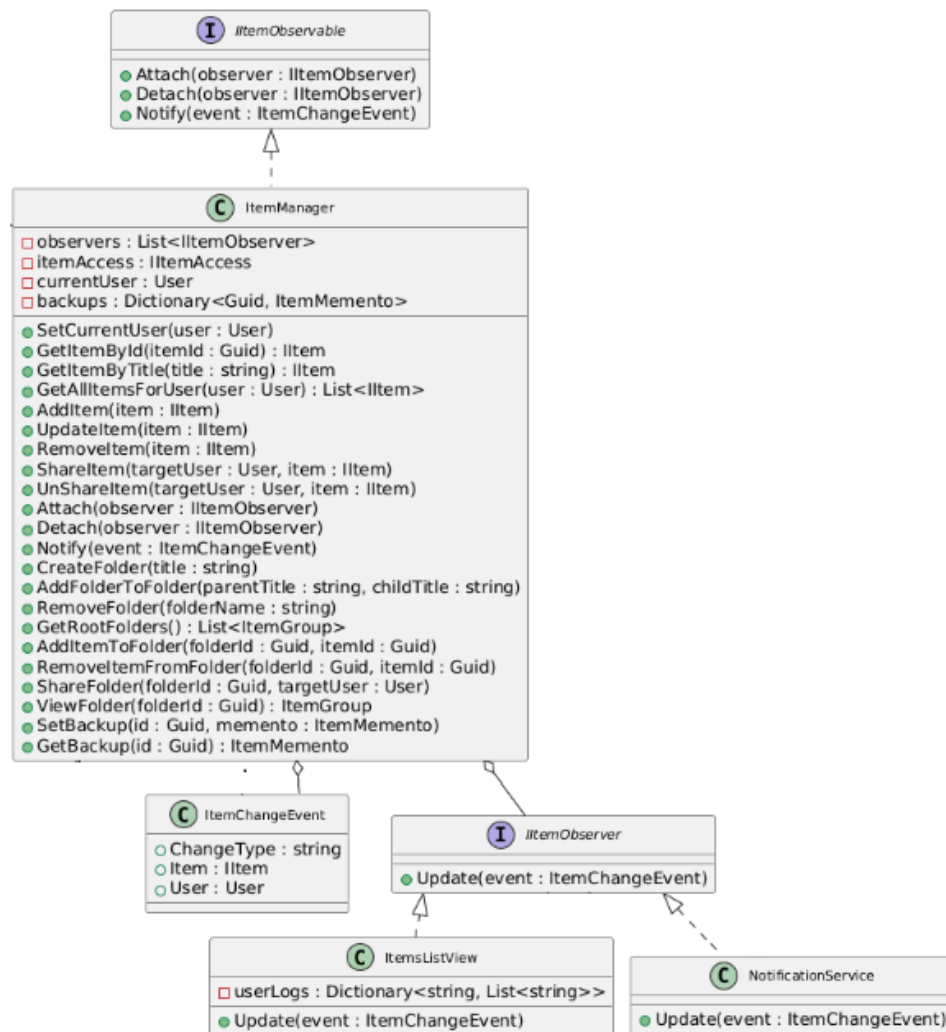 I IItemObservable
Attach(observer : IItemObserver)
Detach(observer : IItemObserver)
Notify(event : ItemChangeEvent)
C ItemManager
observers : List<IItemObserver>
itemAccess : IItemAccess
currentUser : User
backups : Dictionary<Guid, ItemMemento>
SetCurrentUser(user : User)
GetItemById(itemId : Guid) : IItem
GetItemByTitle(title : string) : IItem
GetAllItemsForUser(user : User) : List<IItem>
AddItem(item : IItem)
UpdateItem(item : IItem)
RemoveItem(item : IItem)
ShareItem(targetUser : User, item : IItem)
UnShareItem(targetUser : User, item : IItem)
Attach(observer : IItemObserver)
Detach(observer : IItemObserver)
Notify(event : ItemChangeEvent)
CreateFolder(title : string)
AddFolderToFolder(parentTitle : string, childTitle : string)
RemoveFolder(folderName : string)
GetRootFolders() : List<ItemGroup>
AddItemToFolder(folderId : Guid, itemId : Guid)
RemoveItemFromFolder(folderId : Guid, itemId : Guid)
ShareFolder(folderId : Guid, targetUser : User)
ViewFolder(folderId : Guid) : ItemGroup
SetBackup(id : Guid, memento : ItemMemento)
GetBackup(id : Guid) : ItemMemento
C ItemChangeEvent
ChangeType : string
Item : IItem
User : User
I IItemObserver
Update(event : ItemChangeEvent)
C ItemsListView
userLogs : Dictionary<string, List<string>>
Update(event : ItemChangeEvent)
C NotificationService
Update(event : ItemChangeEvent)